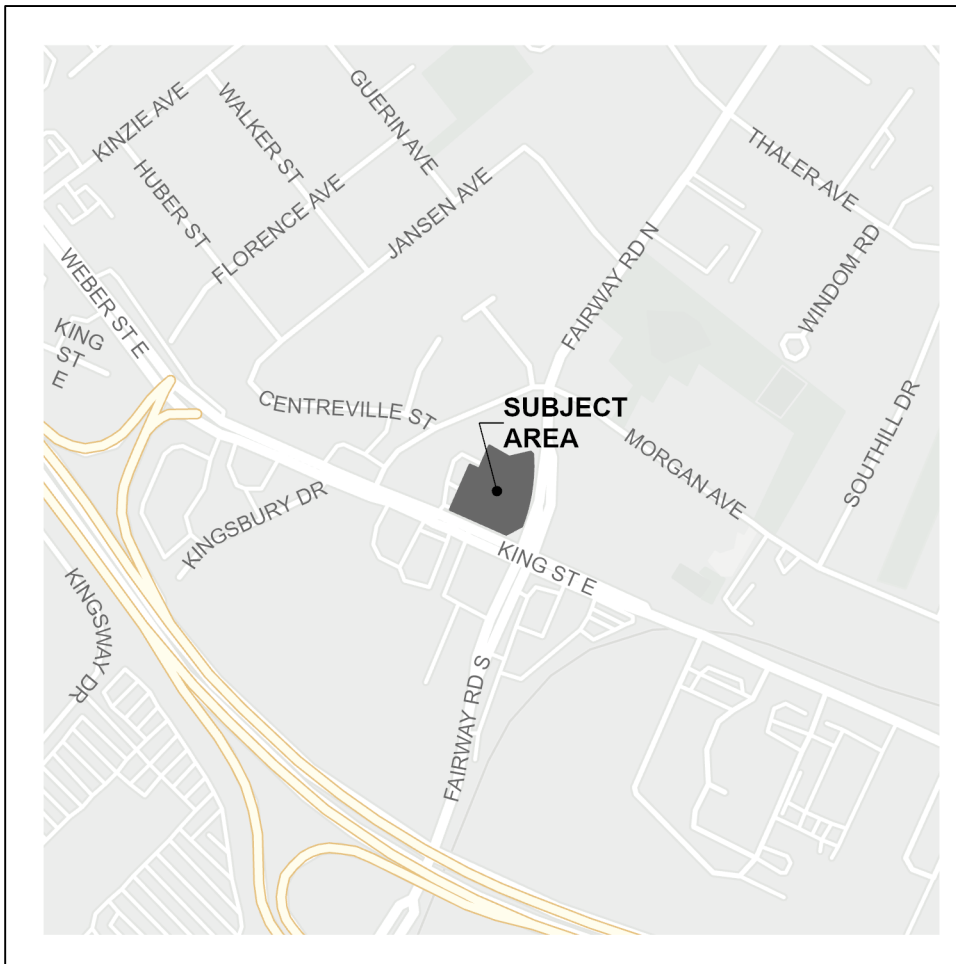 GUERIN AVE
KINZIE AVE
WALKER ST
THALER AVE
HUBER ST
FLORENCE AVE
JANSEN AVE
FAIRWAY RD N
WINDOM RD
WEBER ST E
KING
ST
E
CENTREVILLE ST
SUBJECT
AREA
MORGAN AVE
SOUTHILL DR
KINGSBURY DR
KING ST E
KINGSWAY DR
FAIRWAY RD S